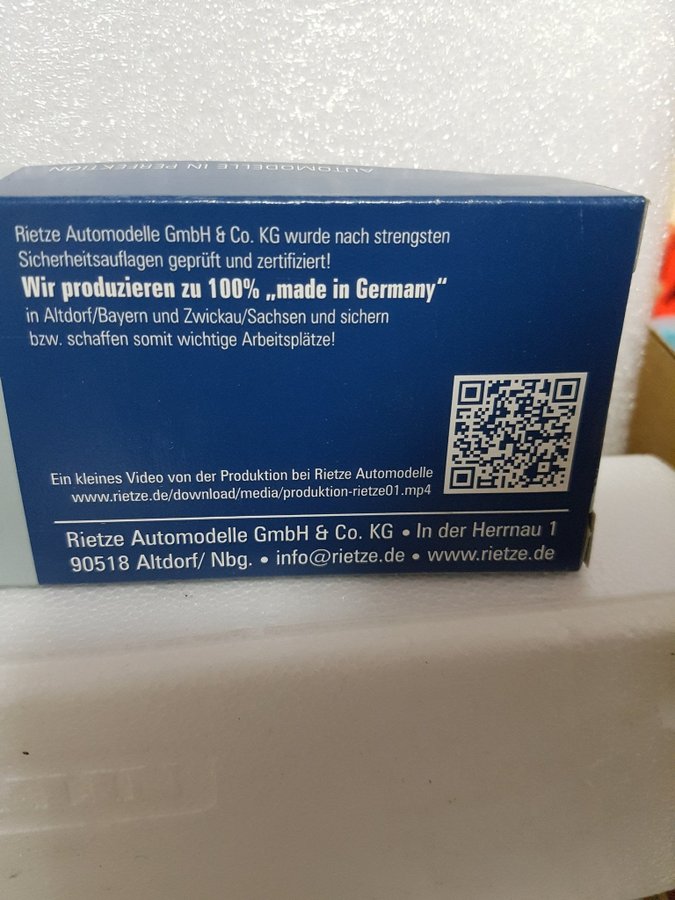 AUTOMODELLE IN PERFEKTION
Rietze Automodelle GmbH & Co. KG wurde nach strengsten
Sicherheitsauflagen geprüft und zertifiziert!
Wir produzieren zu 100% „made in Germany“
in Altdorf/Bayern und Zwickau/Sachsen und sichern
bzw. schaffen somit wichtige Arbeitsplätze!
Ein kleines Video von der Produktion bei Rietze Automodelle
www.rietze.de/download/media/produktion-rietze01.mp4
Rietze Automodelle GmbH & Co. KG • In der Herrnau 1
90518 Altdorf/ Nbg. • info@rietze.de • www.rietze.de